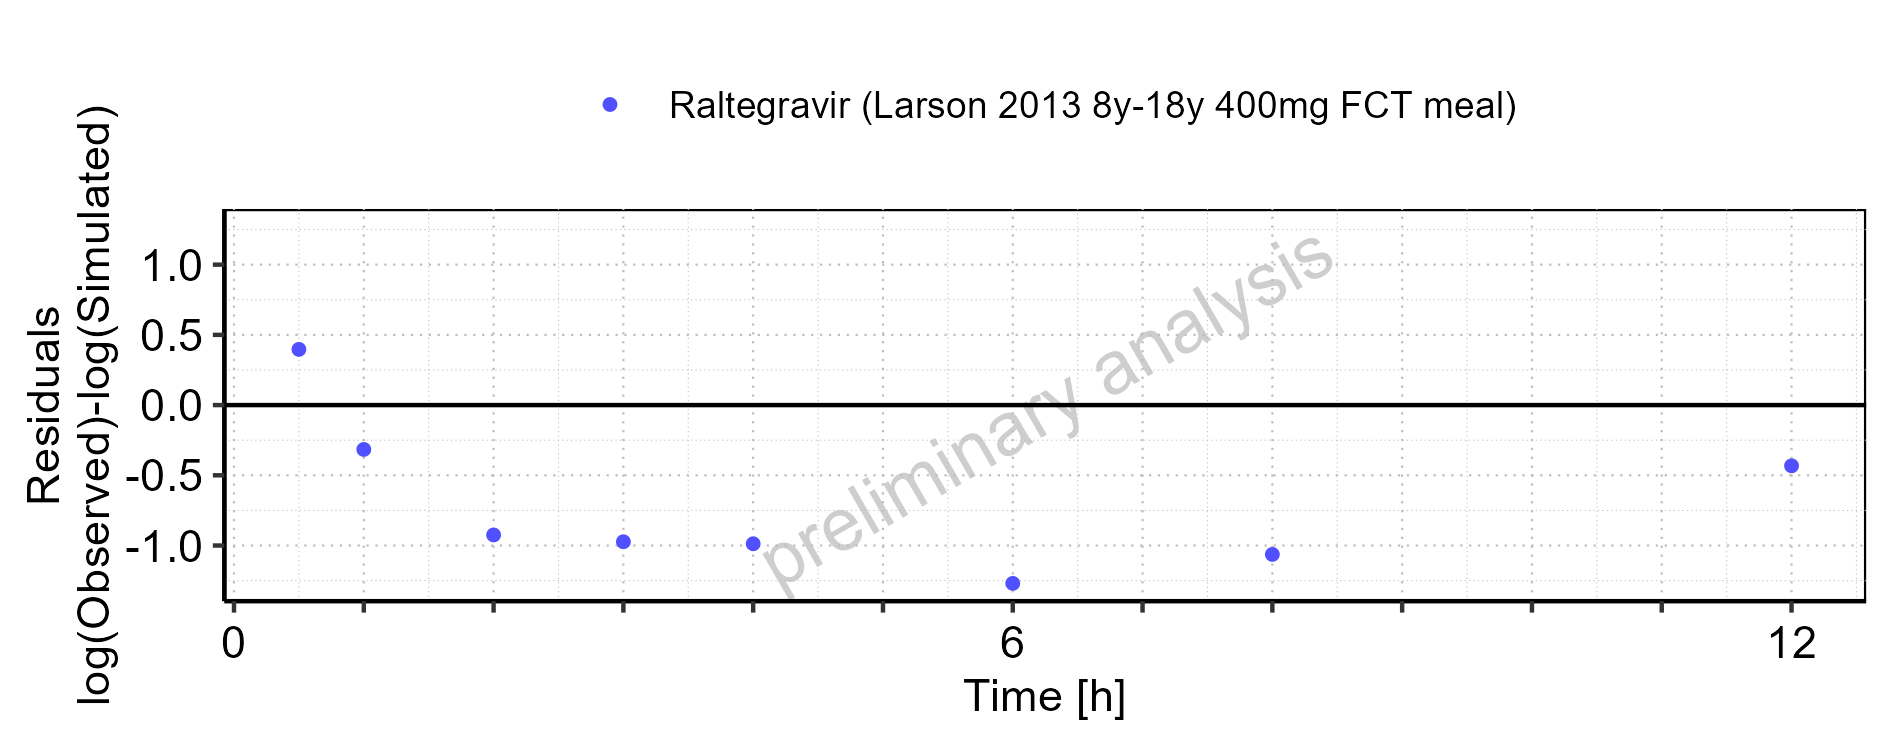 Raltegravir (Larson 2013 8y-18y 400mg FCT meal)
Residuals
log(Observed)-log(Simulated)
1.0
0.5
0.0
-0.5
-1.0
preliminary analysis
0
6
12
Time [h]